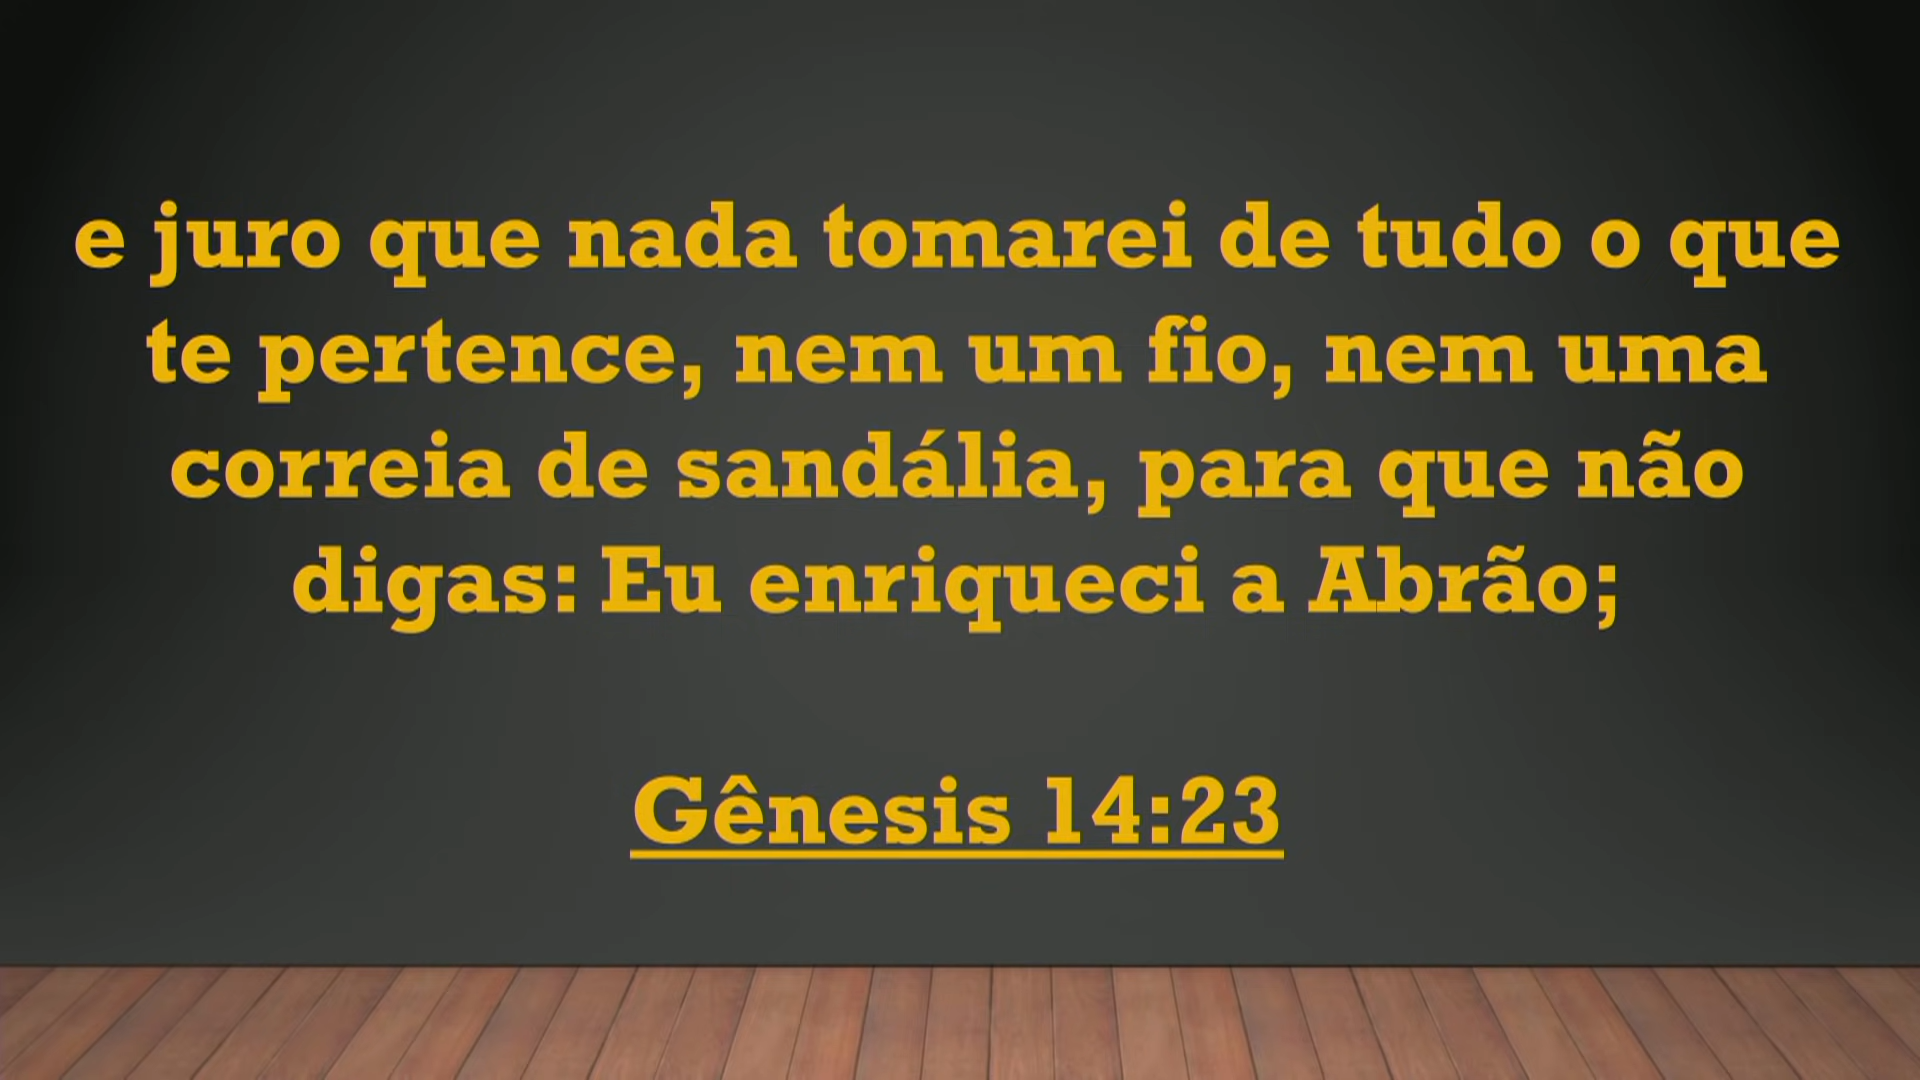 e juro que nada tomarei de tudo o que
te pertence, nem um fio, nem uma
correia de sandália, para que não
digas: Eu enriqueci a Abrão;
Gênesis 14:23